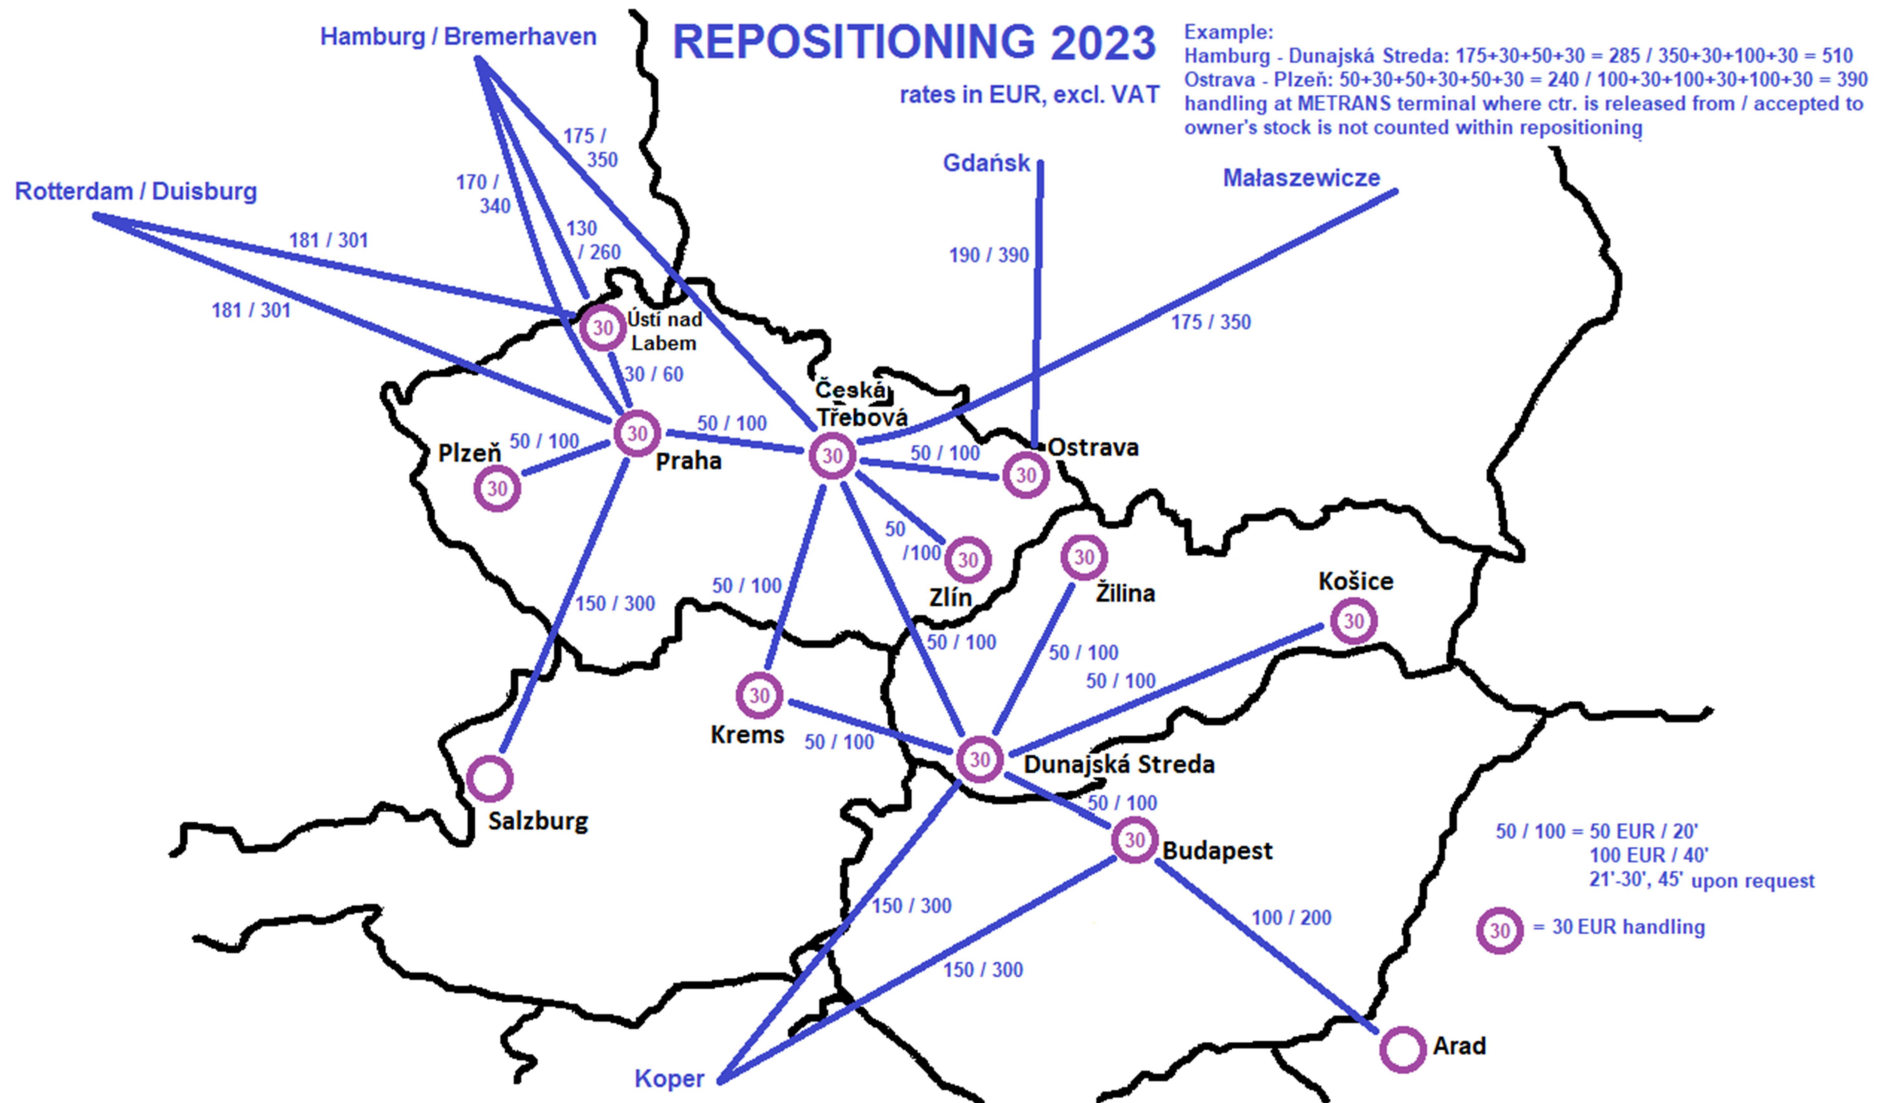 Hamburg / Bremerhaven
REPOSITIONING 2023
rates in EUR, excl. VAT
Example:
Hamburg - Dunajská Streda: 175+30+50+30 = 285 / 350+30+100+30 = 510
Ostrava - Plzeň: 50+30+50+30+50+30 = 240 / 100+30+100+30+100+30 = 390
handling at METRANS terminal where ctr. is released from / accepted to
owner's stock is not counted within repositioning
175 /
350
Gdańsk
Małaszewicze
Rotterdam / Duisburg
170 /
340
130
/ 260
181 / 301
190 / 390
181 / 301
175 / 350
30
Ústí nad
Labem
30 / 60
Česká
Třebová
50 / 100
30
50 / 100
Plzeň
Praha
30
50 / 100
Ostrava
30
30
50
/100
30
Zlín
30
Žilina
Košice
30
50 / 100
150 / 300
50 / 100
50 / 100
50 / 100
30
Krems
50 / 100
30
Dunajská Streda
Salzburg
50 / 100
30
Budapest
50 / 100 = 50 EUR / 20'
100 EUR / 40'
21'-30', 45' upon request
150 / 300
100 / 200
30
= 30 EUR handling
150 / 300
Arad
Koper